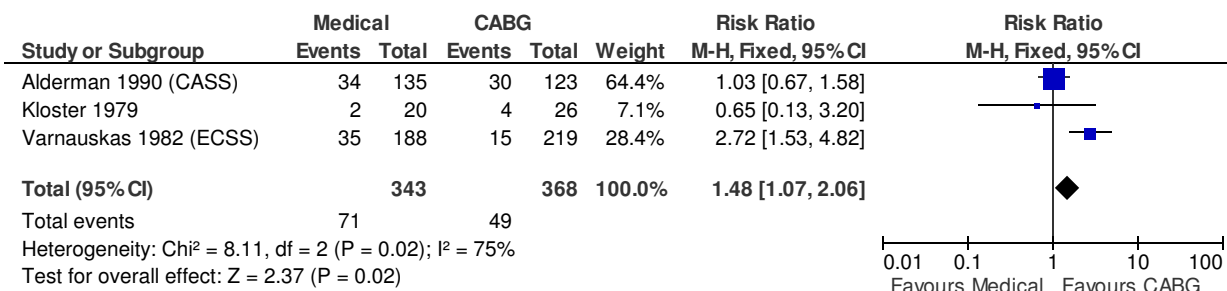 Medical CABG Risk Ratio Risk Ratio
Study or Subgroup Events Total Events Total Weight M-H, Fixed, 95% CI M-H, Fixed, 95% CI
Alderman 1990 (CASS) 34 135 30 123 64.4% 1.03 [0.67, 1.58]
Kloster 1979 2 20 4 26 7.1% 0.65 [0.13, 3.20]
Varnauskas 1982 (ECSS) 35 188 15 219 28.4% 2.72 [1.53, 4.82]
Total (95% CI) 343 368 100.0% 1.48 [1.07, 2.06]
Total events 71 49
Heterogeneity: Chi² = 8.11, df = 2 (P = 0.02); I² = 75%
Test for overall effect: Z = 2.37 (P = 0.02)
0.01 0.1 1 10 100
Favours Medical Favours CABG